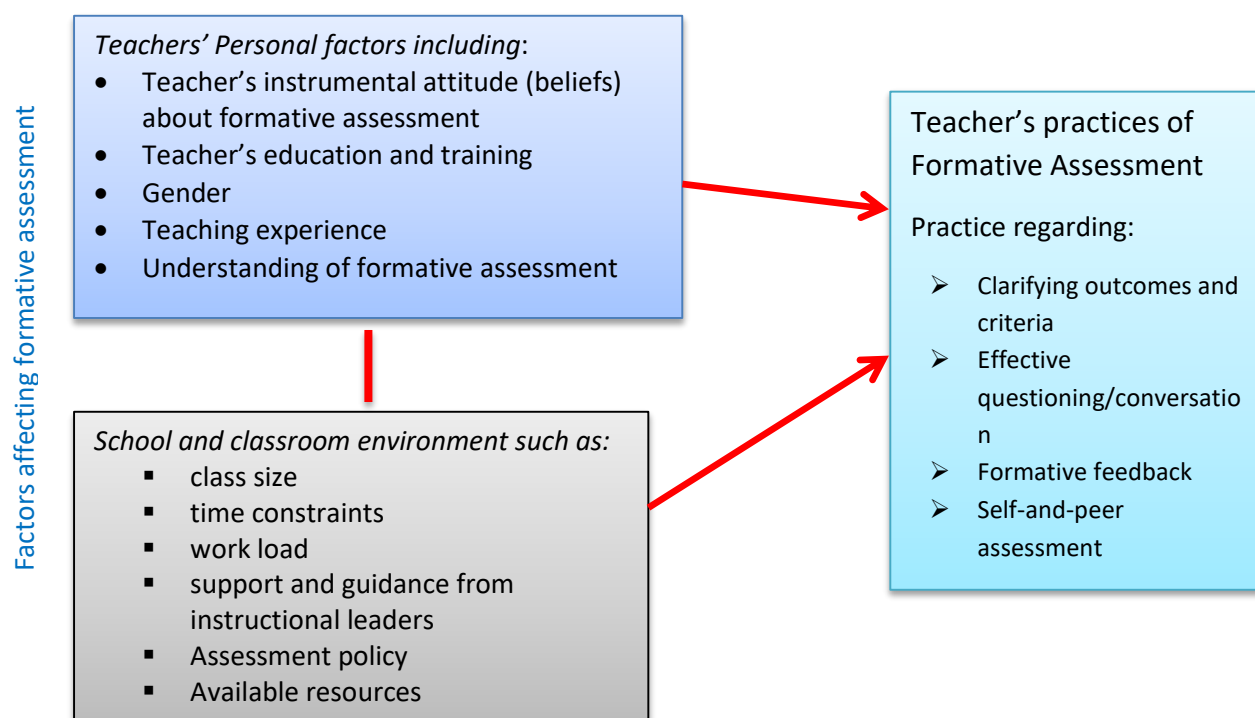 Factors affecting formative assessment
Teachers’ Personal factors including:
• Teacher’s instrumental attitude (beliefs)
about formative assessment
• Teacher’s education and training
• Gender
• Teaching experience
• Understanding of formative assessment
School and classroom environment such as:
▪ class size
▪ time constraints
▪ work load
▪ support and guidance from
instructional leaders
▪ Assessment policy
▪ Available resources
Teacher’s practices of
Formative Assessment
Practice regarding:
➢ Clarifying outcomes and
criteria
➢ Effective
questioning/conversatio
n
➢ Formative feedback
➢ Self-and-peer
assessment